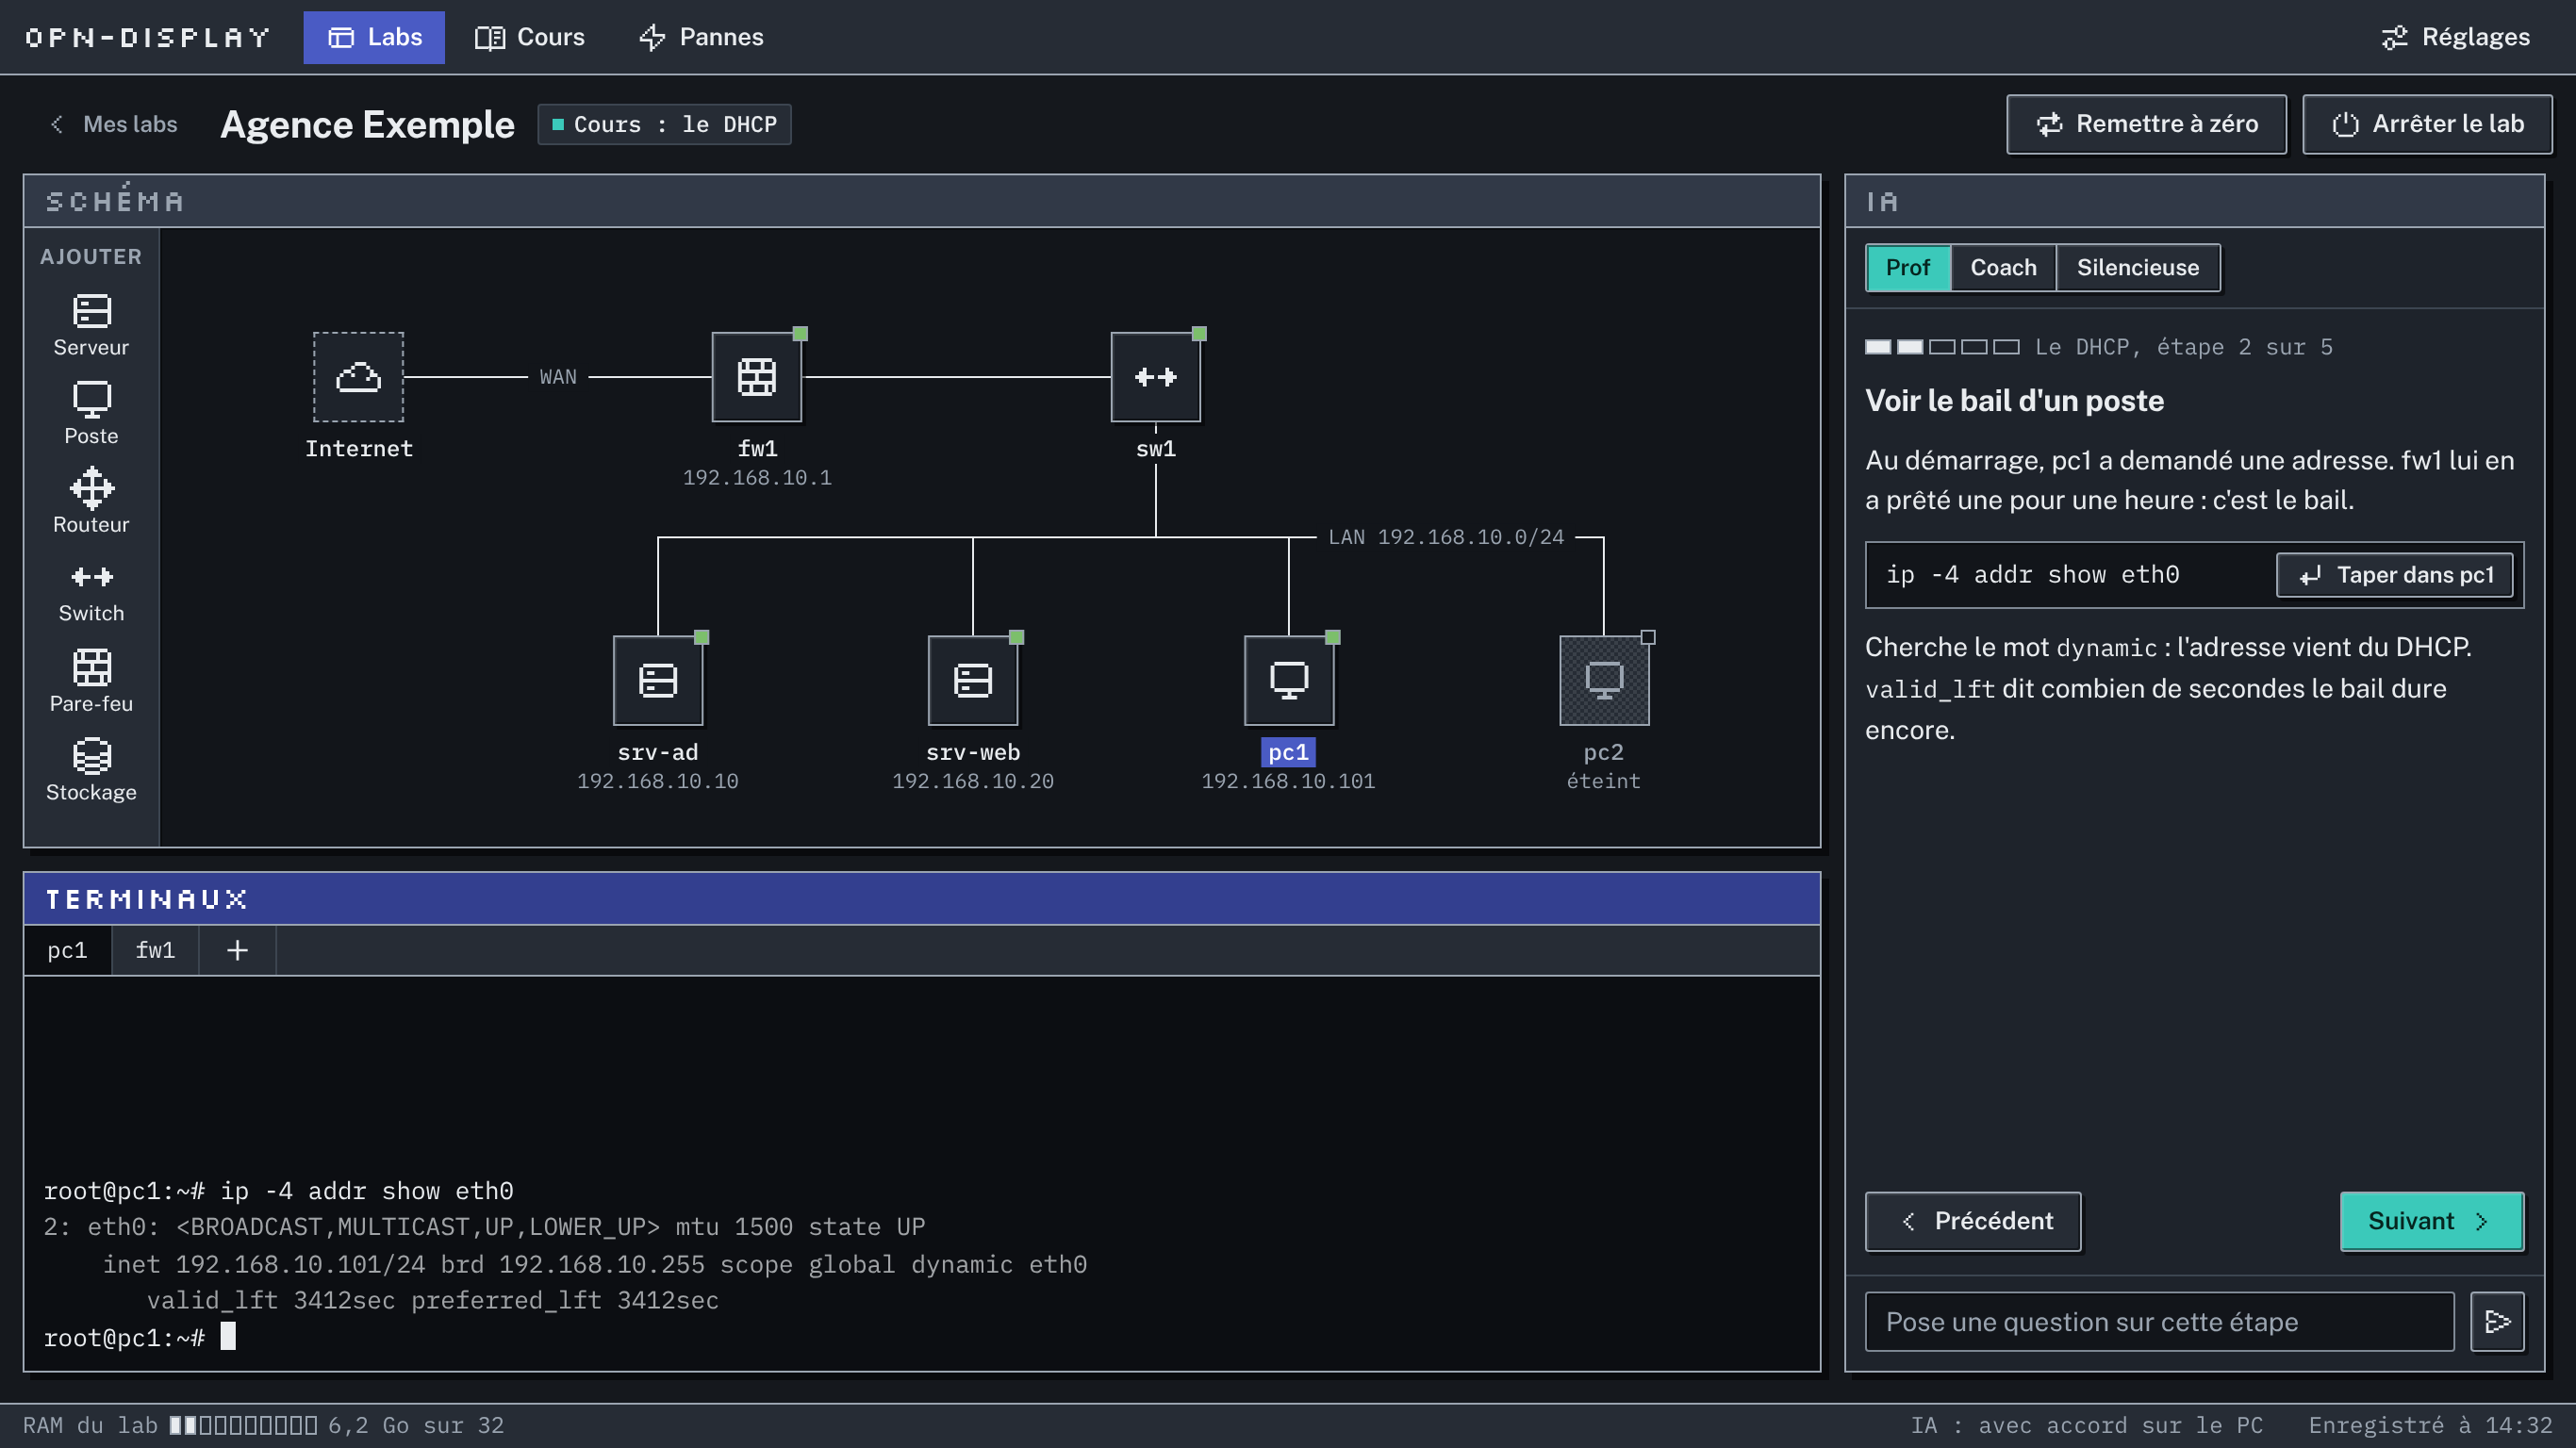 OPN-DISPLAY
Labs
Cours
Pannes
Réglages
Mes labs
Agence Exemple
Cours : le DHCP
Remettre à zéro
Arrêter le lab
SCHÉMA
AJOUTER
Serveur
Poste
Routeur
Switch
Pare-feu
Stockage
Internet
WAN
fw1
192.168.10.1
sw1
LAN 192.168.10.0/24
srv-ad
192.168.10.10
srv-web
192.168.10.20
pc1
192.168.10.101
pc2
éteint
TERMINAUX
pc1
fw1
+
root@pc1:~# ip -4 addr show eth0
2: eth0: <BROADCAST,MULTICAST,UP,LOWER_UP> mtu 1500 state UP
inet 192.168.10.101/24 brd 192.168.10.255 scope global dynamic eth0
valid_lft 3412sec preferred_lft 3412sec
root@pc1:~#
IA
Prof
Coach
Silencieuse
Le DHCP, étape 2 sur 5
Voir le bail d'un poste
Au démarrage, pc1 a demandé une adresse. fw1 lui en
a prêté une pour une heure : c'est le bail.
ip -4 addr show eth0
Taper dans pc1
Cherche le mot dynamic : l'adresse vient du DHCP.
valid_lft dit combien de secondes le bail dure
encore.
Précédent
Suivant
Pose une question sur cette étape
RAM du lab
6,2 Go sur 32
IA : avec accord sur le PC
Enregistré à 14:32